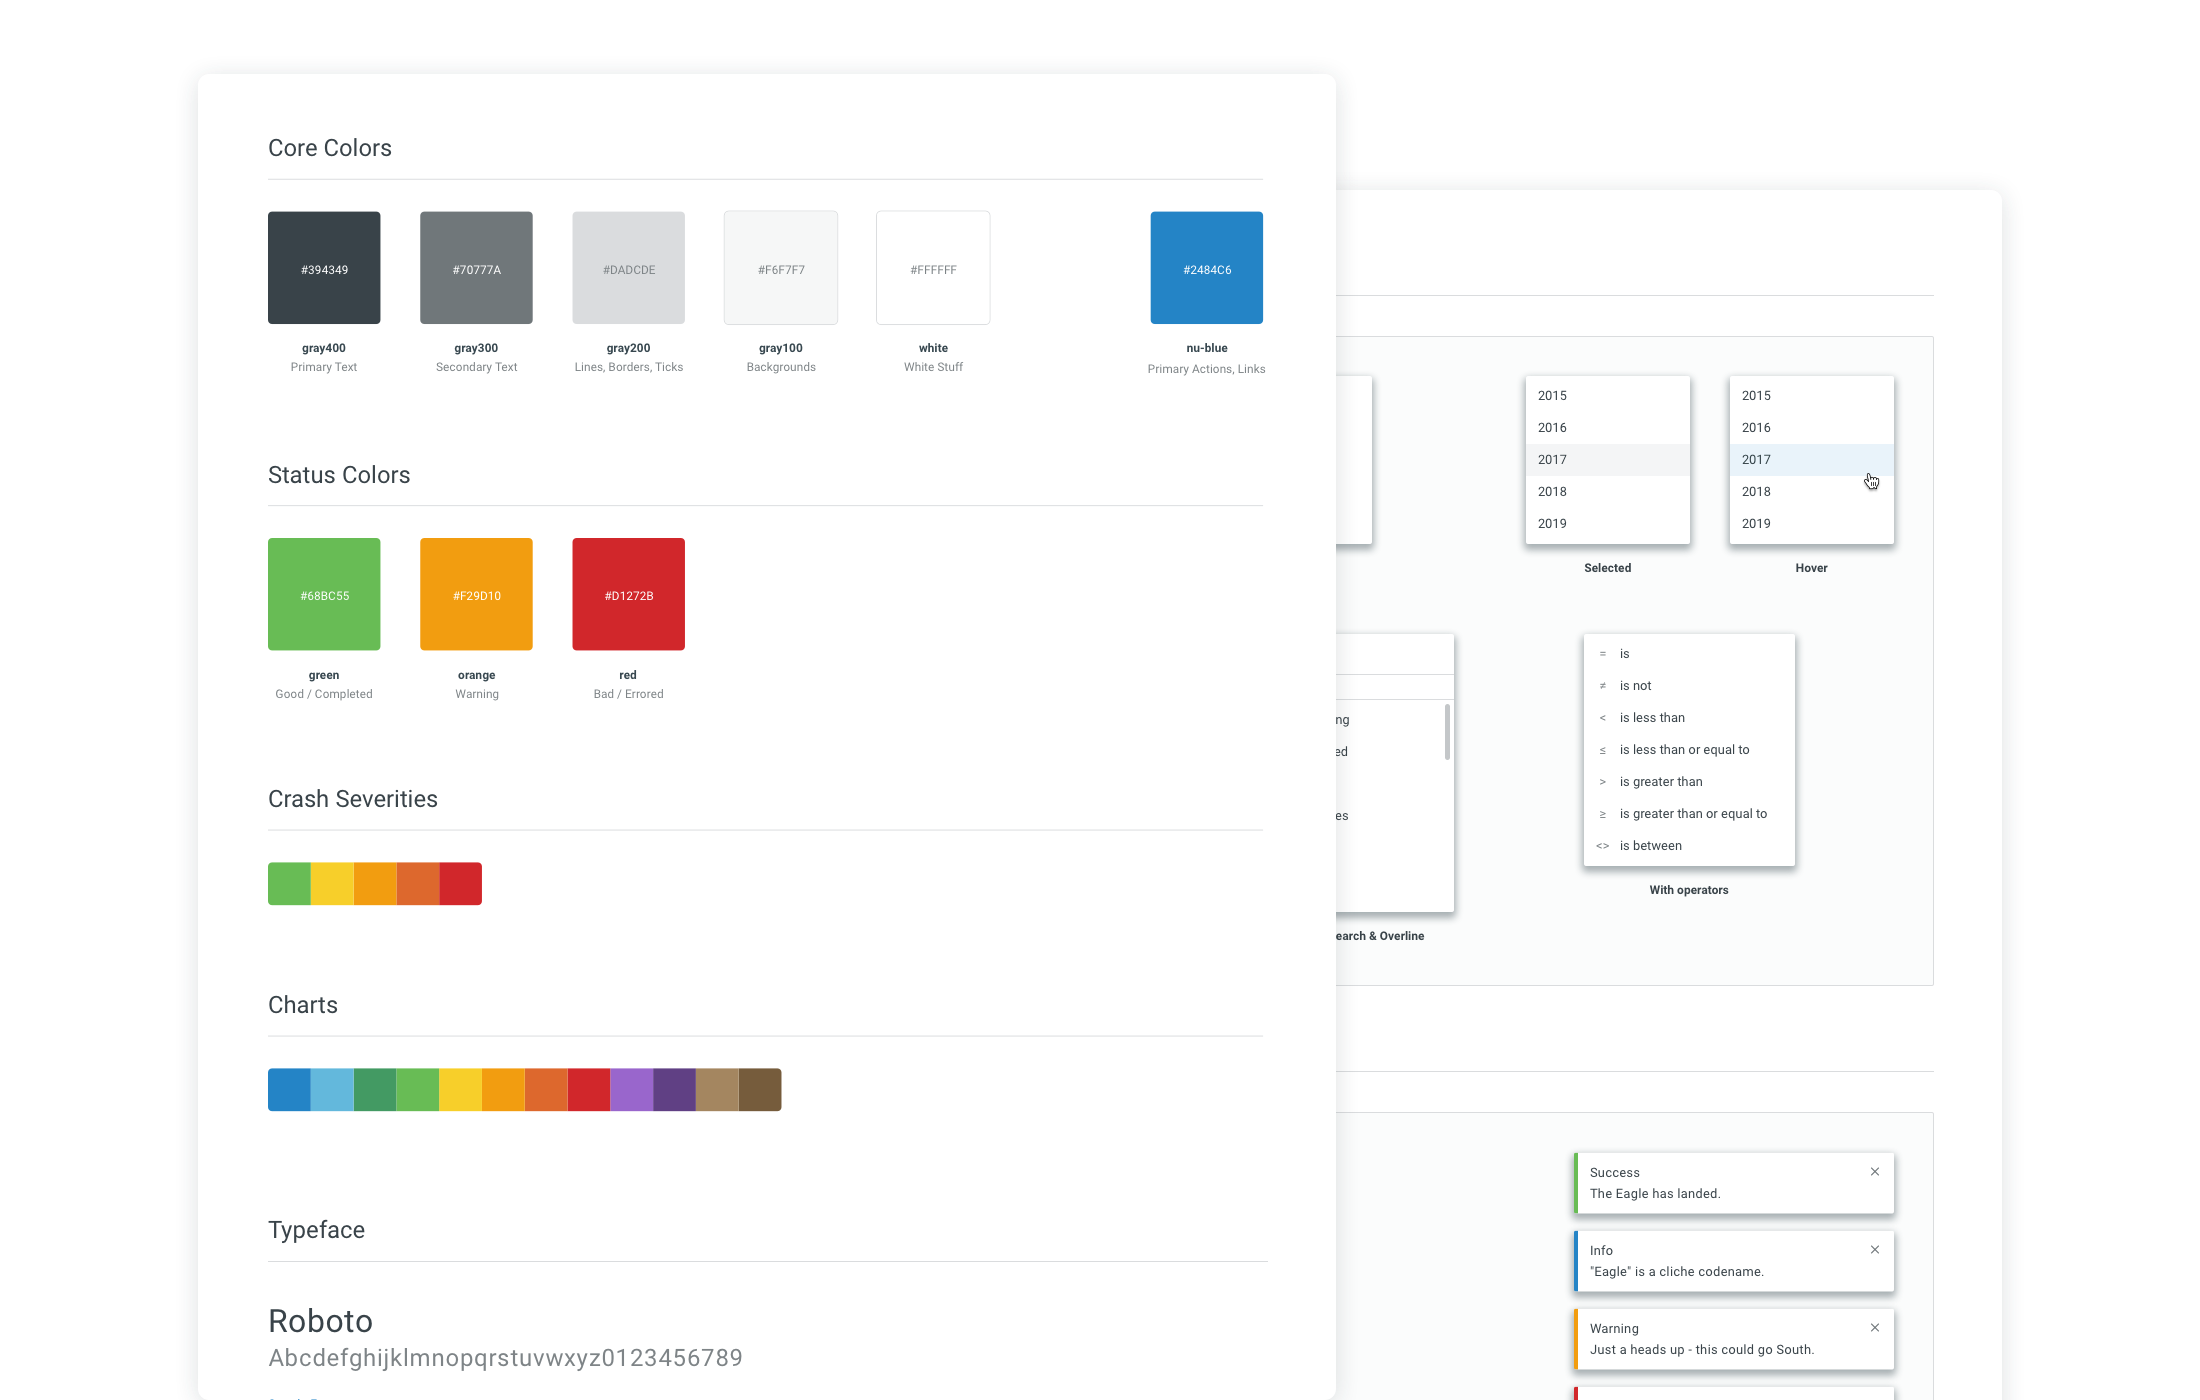 Core Colors
#394349
#70777A
#DADCDE
#F6F7F7
#FFFFFF
#2484C6
gray400
gray300
gray200
gray100
white
nu-blue
Primary Text
Secondary Text
Lines, Borders, Ticks
Backgrounds
White Stuff
Primary Actions, Links
Status Colors
#68BC55
#F29D10
#D1272B
green
orange
red
Good / Completed
Warning
Bad / Errored
Crash Severities
Charts
Typeface
Roboto
Abcdefghijklmnopqrstuvwxyz0123456789
2015
2016
2017
2018
2019
Selected
2015
2016
2017
2018
2019
Hover
ng
ed
es
earch & Overline
= is
≠ is not
< is less than
≤ is less than or equal to
> is greater than
≥ is greater than or equal to
<> is between
With operators
Success
The Eagle has landed.
Info
"Eagle" is a cliche codename.
Warning
Just a heads up - this could go South.